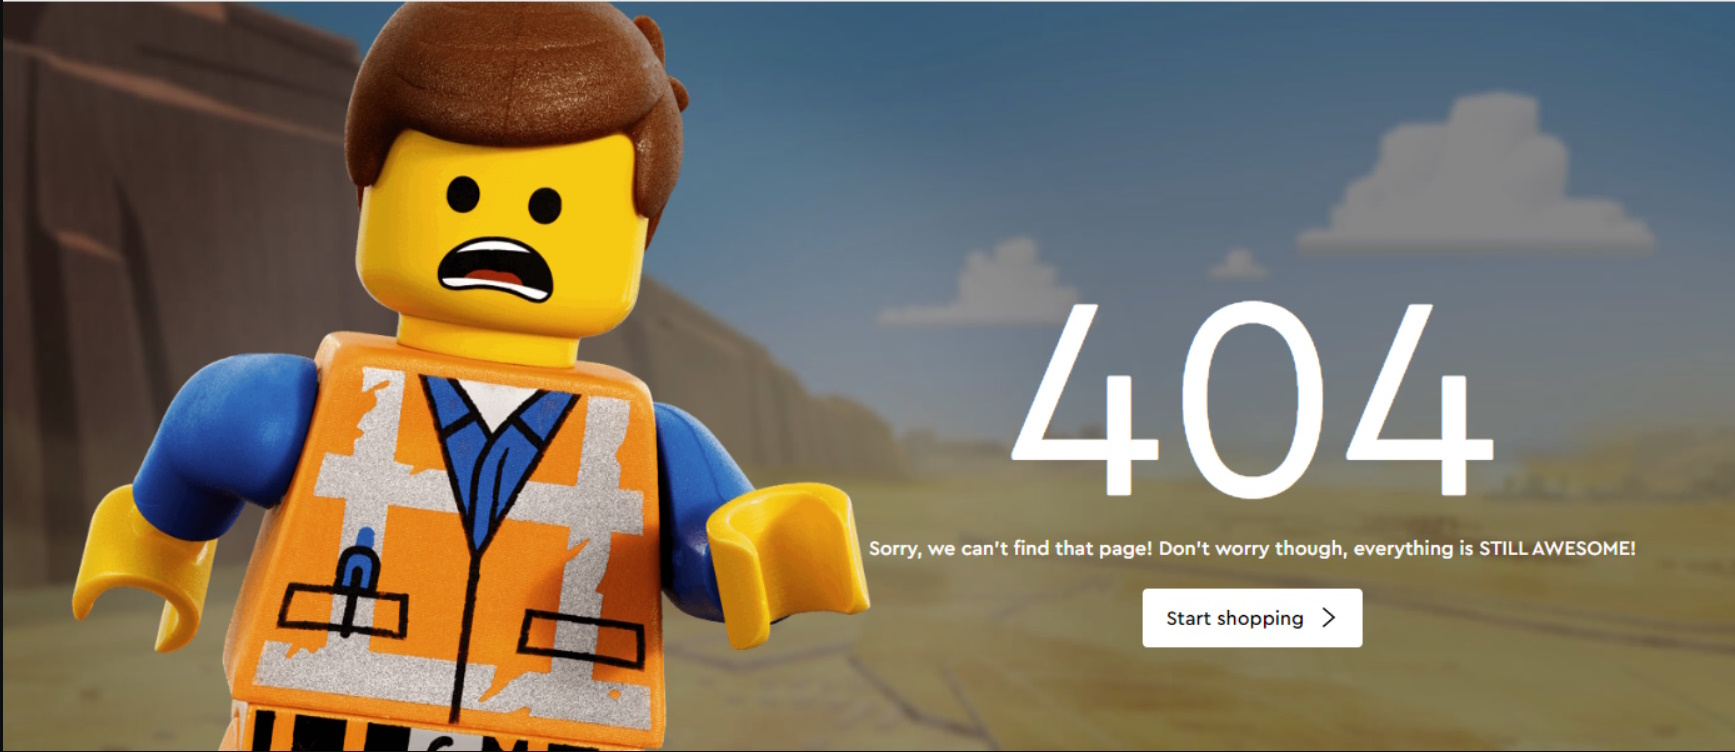 404
Sorry, we can't find that page! Don't worry though, everything is STILL AWESOME!
Start shopping